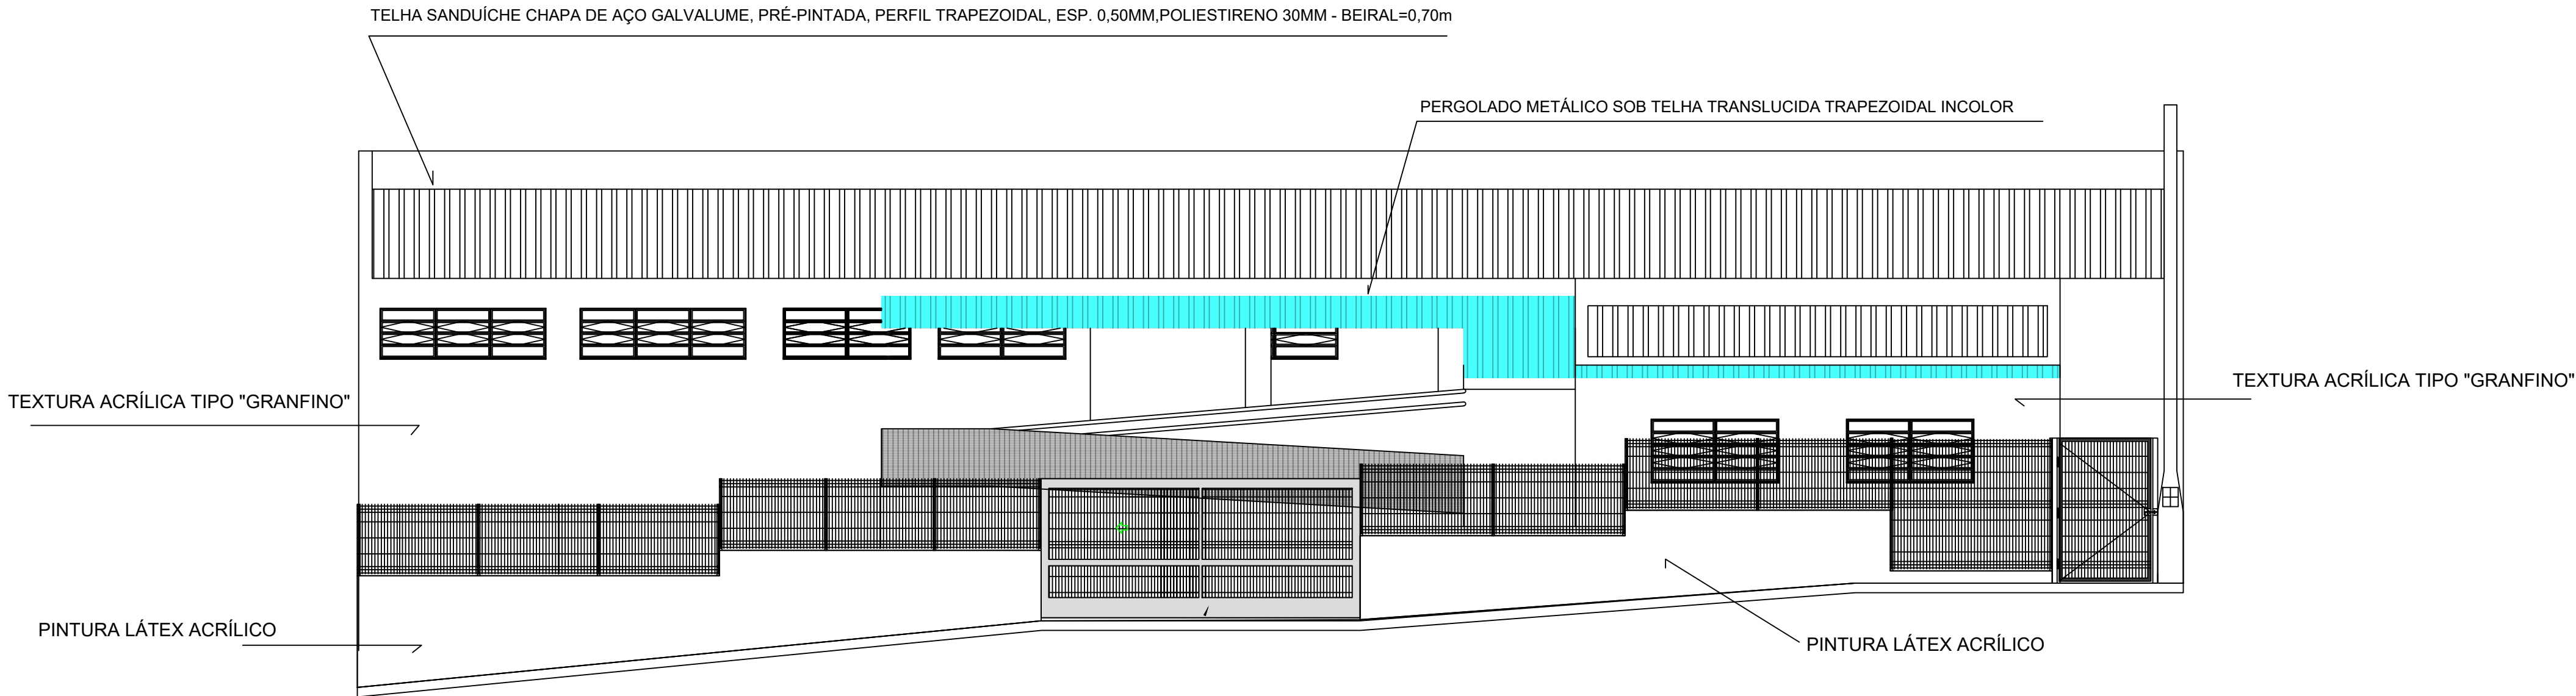 TELHA SANDUÍCHE CHAPA DE AÇO GALVALUME, PRÉ-PINTADA, PERFIL TRAPEZOIDAL, ESP. 0,50MM,POLIESTIRENO 30MM - BEIRAL=0,70m
PERGOLADO METÁLICO SOB TELHA TRANSLUCIDA TRAPEZOIDAL INCOLOR
TEXTURA ACRÍLICA TIPO "GRANFINO"
TEXTURA ACRÍLICA TIPO "GRANFINO"
PINTURA LÁTEX ACRÍLICO
PINTURA LÁTEX ACRÍLICO